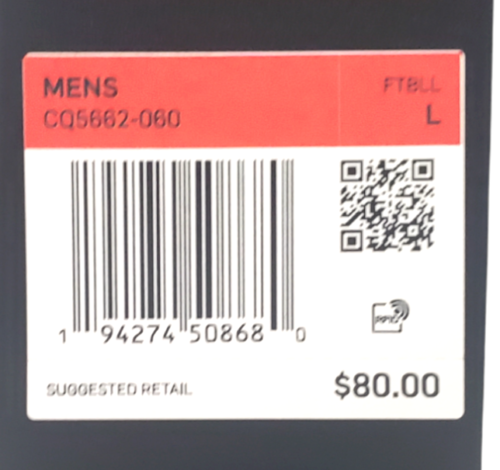 MENS
FTBLL
CQ5662-060
L
1 94274 50868 0
RFID
SUGGESTED RETAIL
$80.00